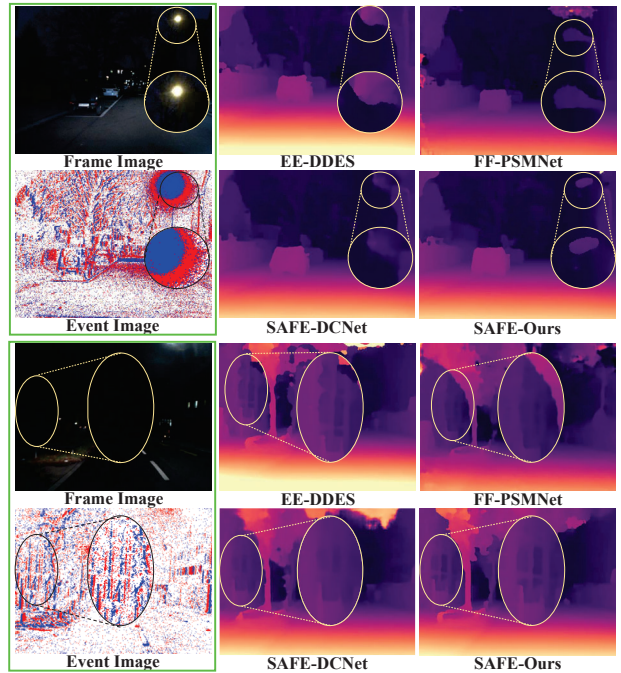 Frame Image
EE-DDES
FF-PSMNet
Event Image
SAFE-DCNet
SAFE-Ours
Frame Image
EE-DDES
FF-PSMNet
Event Image
SAFE-DCNet
SAFE-Ours